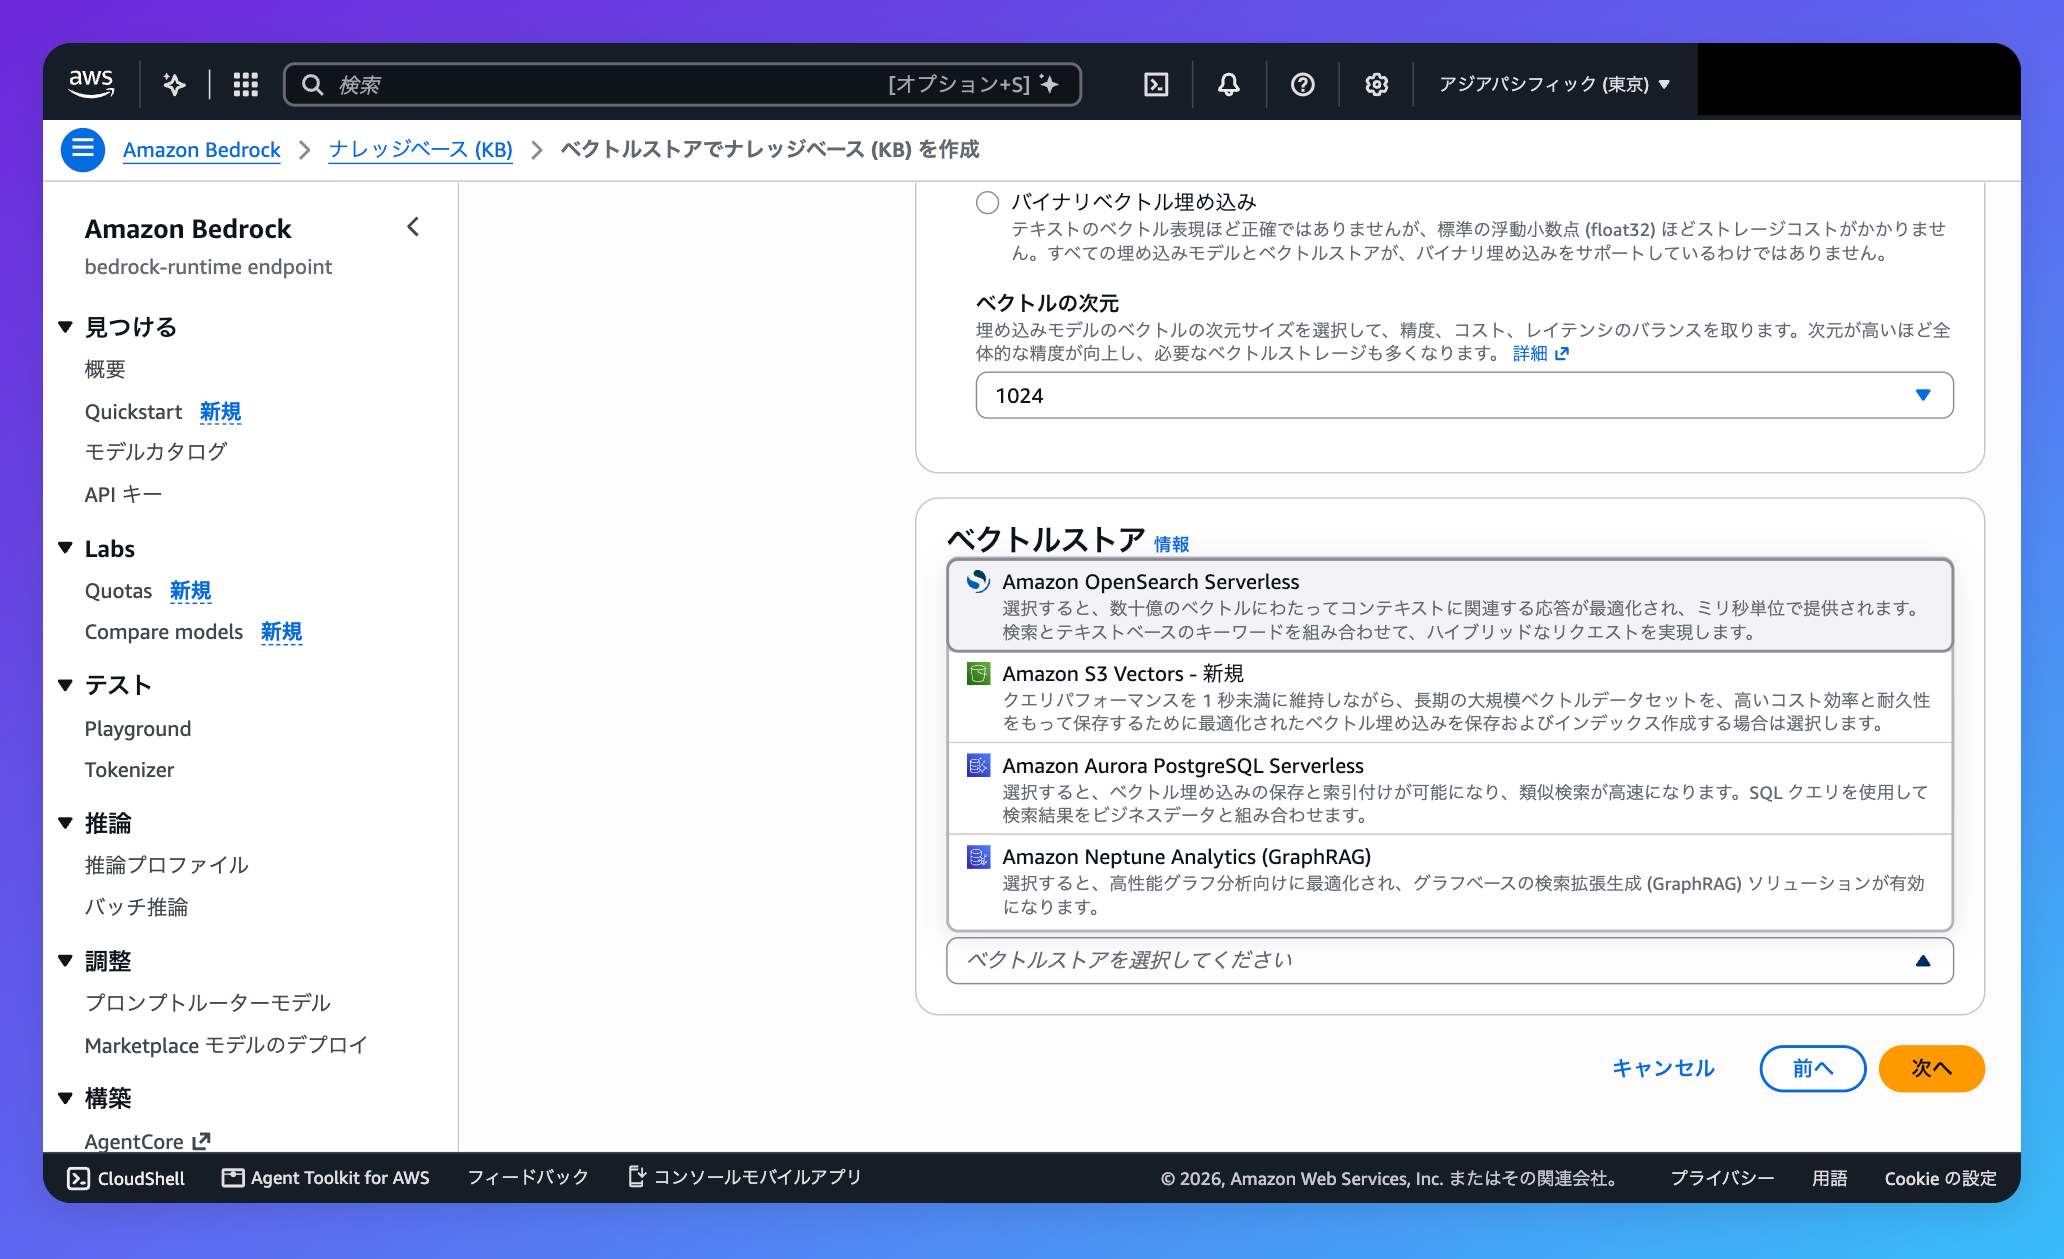 aws
検索
[オプション+S]
アジアパシフィック (東京)
Amazon Bedrock
ナレッジベース (KB)
ベクトルストアでナレッジベース (KB) を作成
Amazon Bedrock
bedrock-runtime endpoint
見つける
概要
Quickstart 新規
モデルカタログ
API キー
Labs
Quotas 新規
Compare models 新規
テスト
Playground
Tokenizer
推論
推論プロファイル
バッチ推論
調整
プロンプトルーターモデル
Marketplace モデルのデプロイ
構築
AgentCore
バイナリベクトル埋め込み
テキストのベクトル表現ほど正確ではありませんが、標準の浮動小数点 (float32) ほどストレージコストがかかりませ
ん。すべての埋め込みモデルとベクトルストアが、バイナリ埋め込みをサポートしているわけではありません。
ベクトルの次元
埋め込みモデルのベクトルの次元サイズを選択して、精度、コスト、レイテンシのバランスを取ります。次元が高いほど全
体的な精度が向上し、必要なベクトルストレージも多くなります。 詳細
1024
ベクトルストア 情報
Amazon OpenSearch Serverless
選択すると、数十億のベクトルにわたってコンテキストに関連する応答が最適化され、ミリ秒単位で提供されます。
検索とテキストベースのキーワードを組み合わせて、ハイブリッドなリクエストを実現します。
Amazon S3 Vectors - 新規
クエリパフォーマンスを 1 秒未満に維持しながら、長期の大規模ベクトルデータセットを、高いコスト効率と耐久性
をもって保存するために最適化されたベクトル埋め込みを保存およびインデックス作成する場合は選択します。
Amazon Aurora PostgreSQL Serverless
選択すると、ベクトル埋め込みの保存と索引付けが可能になり、類似検索が高速になります。SQL クエリを使用して
検索結果をビジネスデータと組み合わせます。
Amazon Neptune Analytics (GraphRAG)
選択すると、高性能グラフ分析向けに最適化され、グラフベースの検索拡張生成 (GraphRAG) ソリューションが有効
になります。
ベクトルストアを選択してください
キャンセル
前へ
次へ
CloudShell
Agent Toolkit for AWS
フィードバック
コンソールモバイルアプリ
© 2026, Amazon Web Services, Inc. またはその関連会社。
プライバシー
用語
Cookie の設定